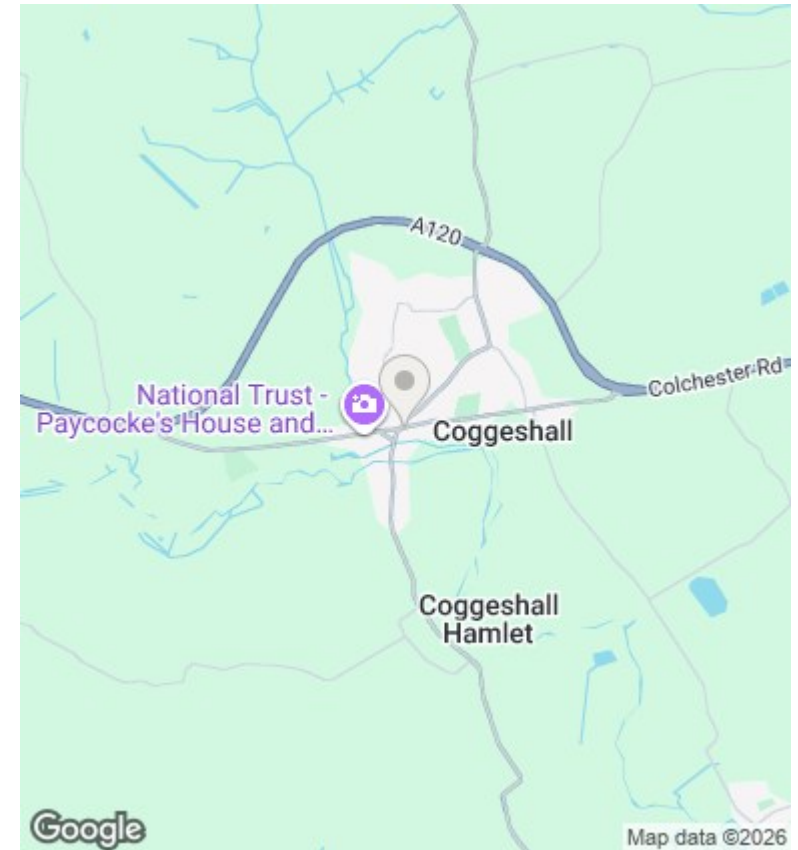 A120
Colchester Rd
National Trust -
Paycocke's House and...
Coggeshall
Coggeshall
Hamlet
Google
Map data ©2026